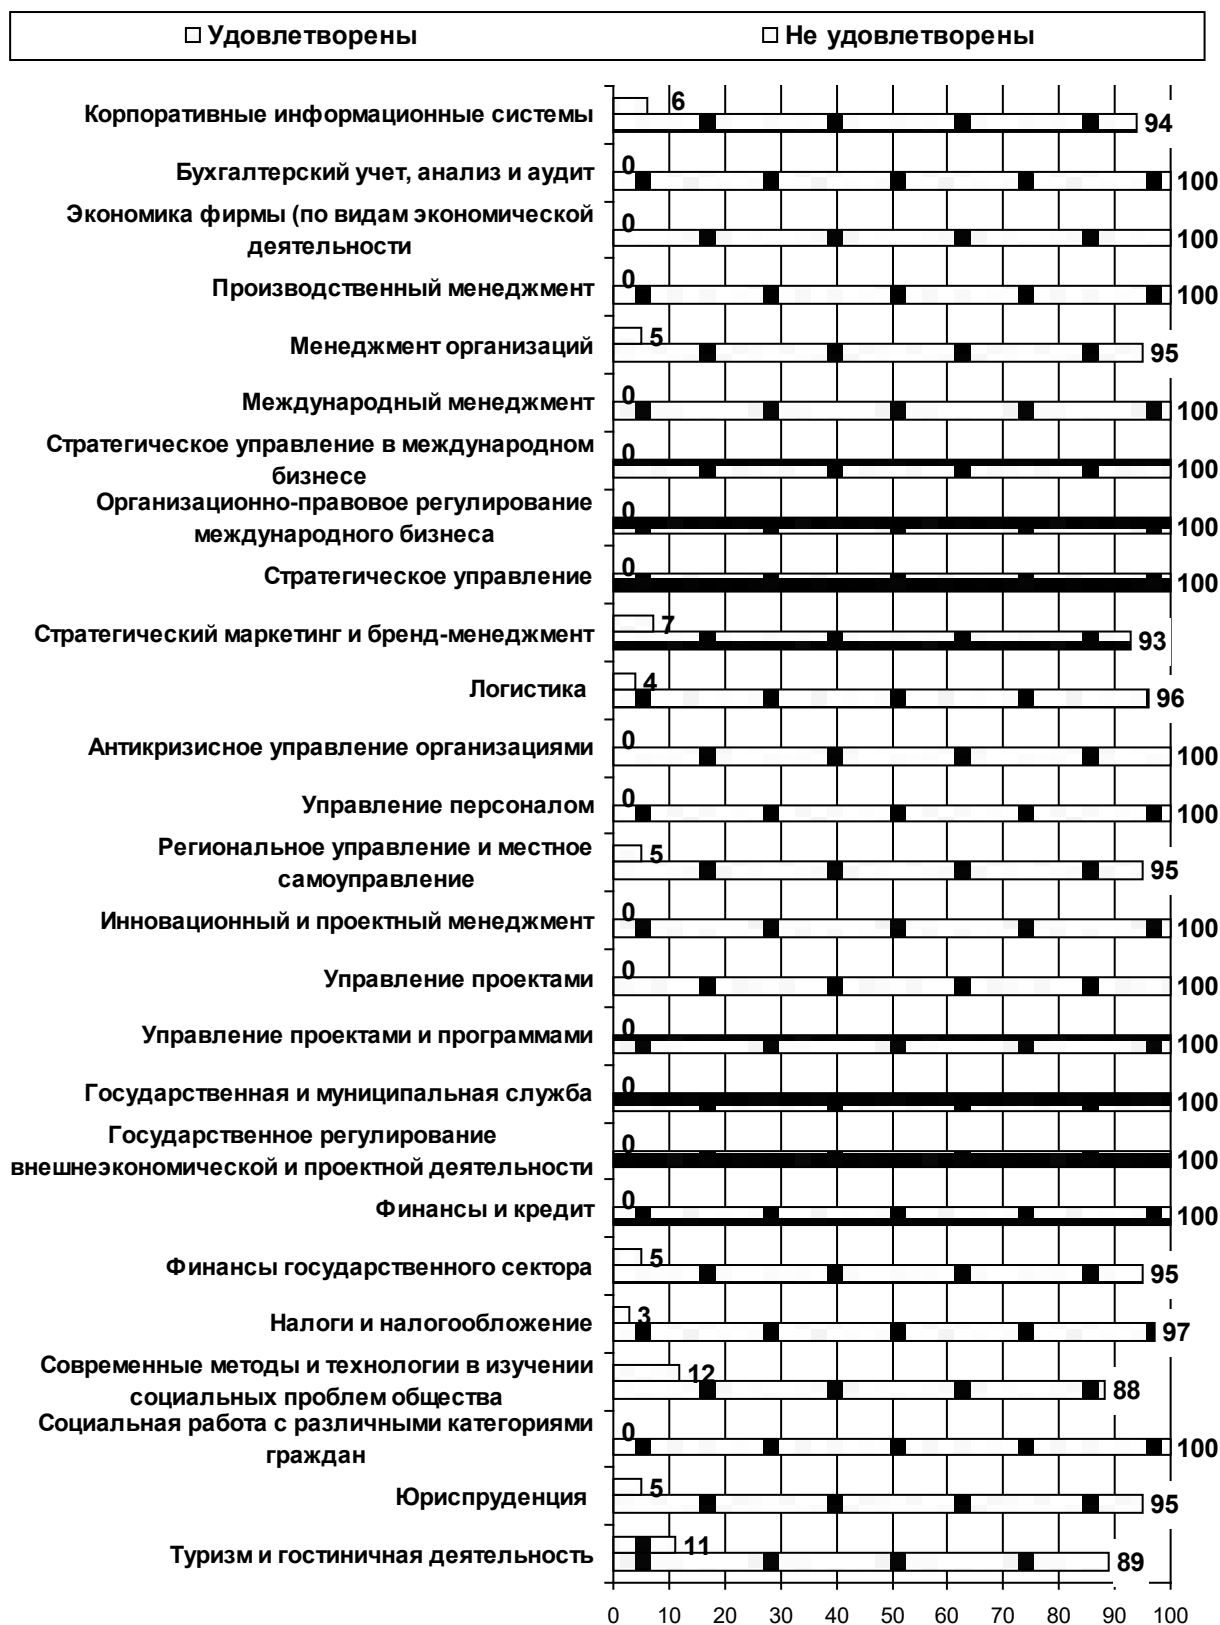 Удовлетворены Не удовлетворены
Корпоративные информационные системы 6 94
Бухгалтерский учет, анализ и аудит 0 100
Экономика фирмы (по видам экономической
деятельности 0 100
Производственный менеджмент 0 100
Менеджмент организаций 5 95
Международный менеджмент 0 100
Стратегическое управление в международном
бизнесе 0 100
Организационно-правовое регулирование
международного бизнеса 0 100
Стратегическое управление 0 100
Стратегический маркетинг и бренд-менеджмент 7 93
Логистика 4 96
Антикризисное управление организациями 0 100
Управление персоналом 0 100
Региональное управление и местное
самоуправление 5 95
Инновационный и проектный менеджмент 0 100
Управление проектами 0 100
Управление проектами и программами 0 100
Государственная и муниципальная служба 0 100
Государственное регулирование
внешнеэкономической и проектной деятельности 0 100
Финансы и кредит 0 100
Финансы государственного сектора 5 95
Налоги и налогообложение 3 97
Современные методы и технологии в изучении
социальных проблем общества 12 88
Социальная работа с различными категориями
граждан 0 100
Юриспруденция 5 95
Туризм и гостиничная деятельность 11 89
0 10 20 30 40 50 60 70 80 90 100